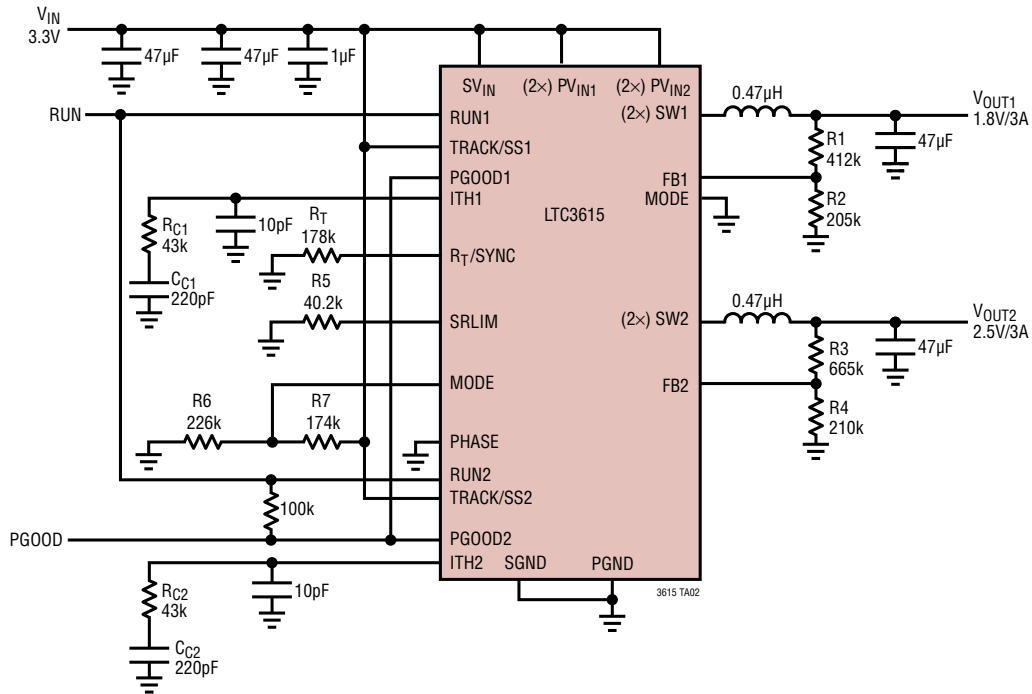 VIN
3.3V
47µF
47µF
1µF
SVIN
(2×) PVIN1
(2×) PVIN2
0.47µH
VOUT1
1.8V/3A
RUN
RUN1
(2×) SW1
R1
412k
47µF
TRACK/SS1
PGOOD1
FB1
ITH1
MODE
RC1
43k
10pF
RT
178k
LTC3615
R2
205k
RT/SYNC
CC1
220pF
R5
40.2k
0.47µH
VOUT2
2.5V/3A
SRLIM
(2×) SW2
R3
665k
47µF
MODE
FB2
R6
226k
R7
174k
R4
210k
PHASE
RUN2
100k
TRACK/SS2
PGOOD
PGOOD2
ITH2
SGND
PGND
RC2
43k
10pF
3615 TA02
CC2
220pF